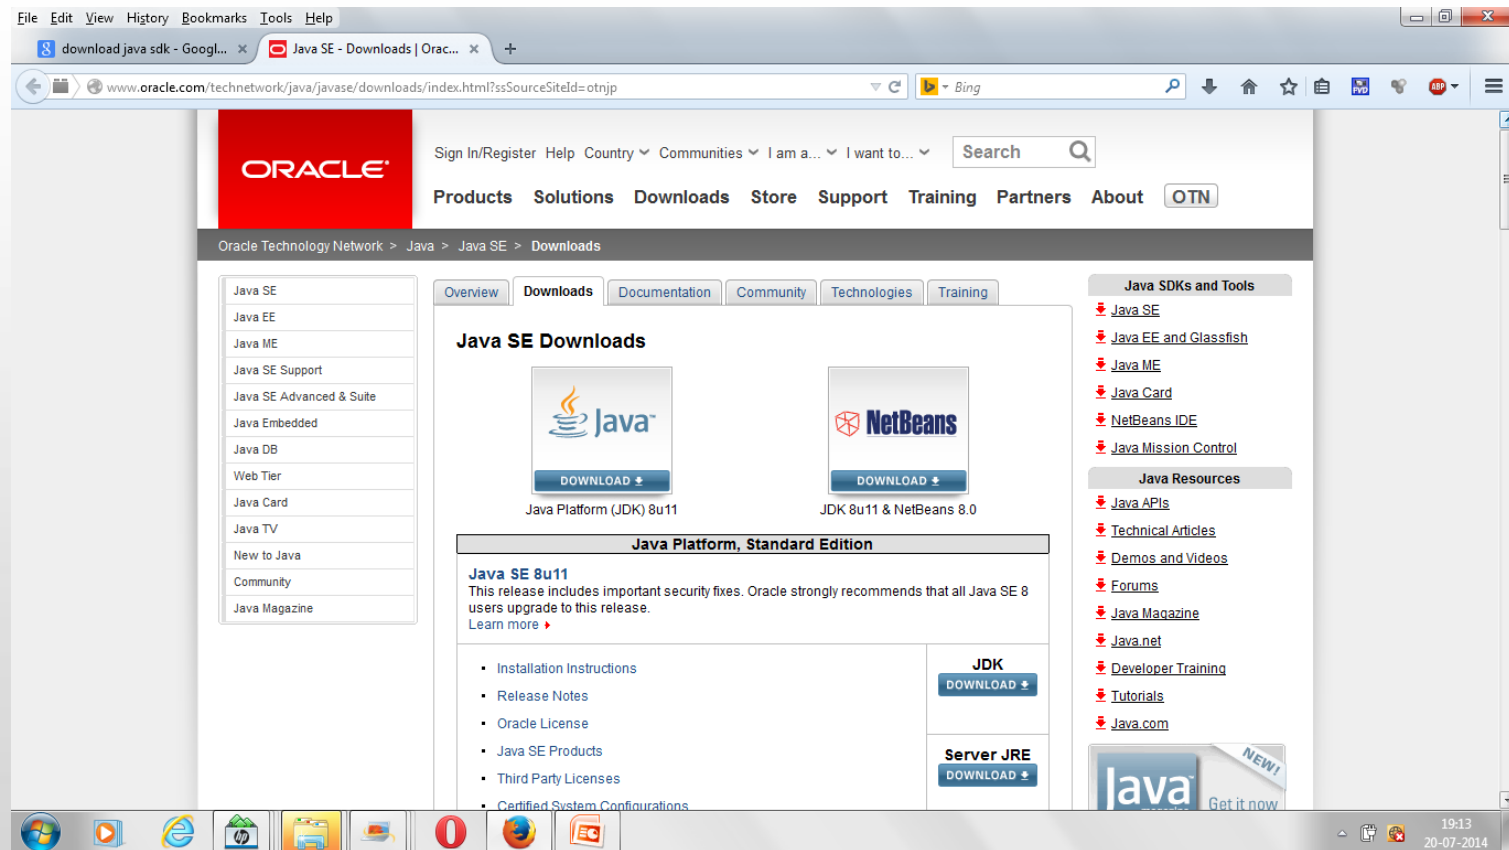 File Edit View History Bookmarks Tools Help
download java sdk - Googl... × Java SE - Downloads | Orac... × +
www.oracle.com/technetwork/java/javase/downloads/index.html?ssSourceSiteId=otnjp Bing ABP
ORACLE
Sign In/Register Help Country Communities I am a... I want to... Search
Products Solutions Downloads Store Support Training Partners About OTN
Oracle Technology Network > Java > Java SE > Downloads
Java SE
Java EE
Java ME
Java SE Support
Java SE Advanced & Suite
Java Embedded
Java DB
Web Tier
Java Card
Java TV
New to Java
Community
Java Magazine
Overview Downloads Documentation Community Technologies Training
Java SE Downloads
Java™
DOWNLOAD
Java Platform (JDK) 8u11
NetBeans
DOWNLOAD
JDK 8u11 & NetBeans 8.0
Java Platform, Standard Edition
Java SE 8u11
This release includes important security fixes. Oracle strongly recommends that all Java SE 8
users upgrade to this release.
Learn more
Installation Instructions
Release Notes
Oracle License
Java SE Products
Third Party Licenses
Certified System Configurations
JDK
DOWNLOAD
Server JRE
DOWNLOAD
Java SDKs and Tools
Java SE
Java EE and Glassfish
Java ME
Java Card
NetBeans IDE
Java Mission Control
Java Resources
Java APIs
Technical Articles
Demos and Videos
Forums
Java Magazine
Java.net
Developer Training
Tutorials
Java.com
NEW!
Java
Get it now
19:13
20-07-2014